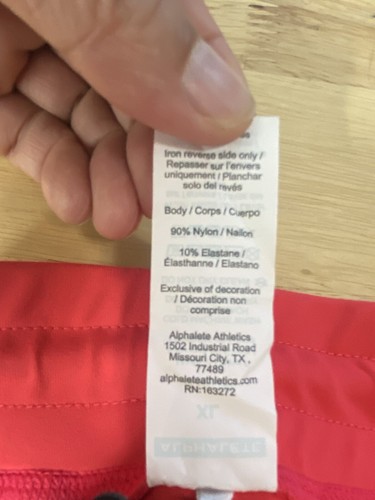 Iron reverse side only /
Repasser sur l'envers
uniquement / Planchar
solo del revés
Body / Corps / Cuerpo
90% Nylon / Nailon
10% Elastane /
Élasthanne / Elastano
Exclusive of decoration
/ Décoration non
comprise
Alphalete Athletics
1502 Industrial Road
Missouri City, TX ,
77489
alphaleteathletics.com
RN:163272
XL
ALPHALETE